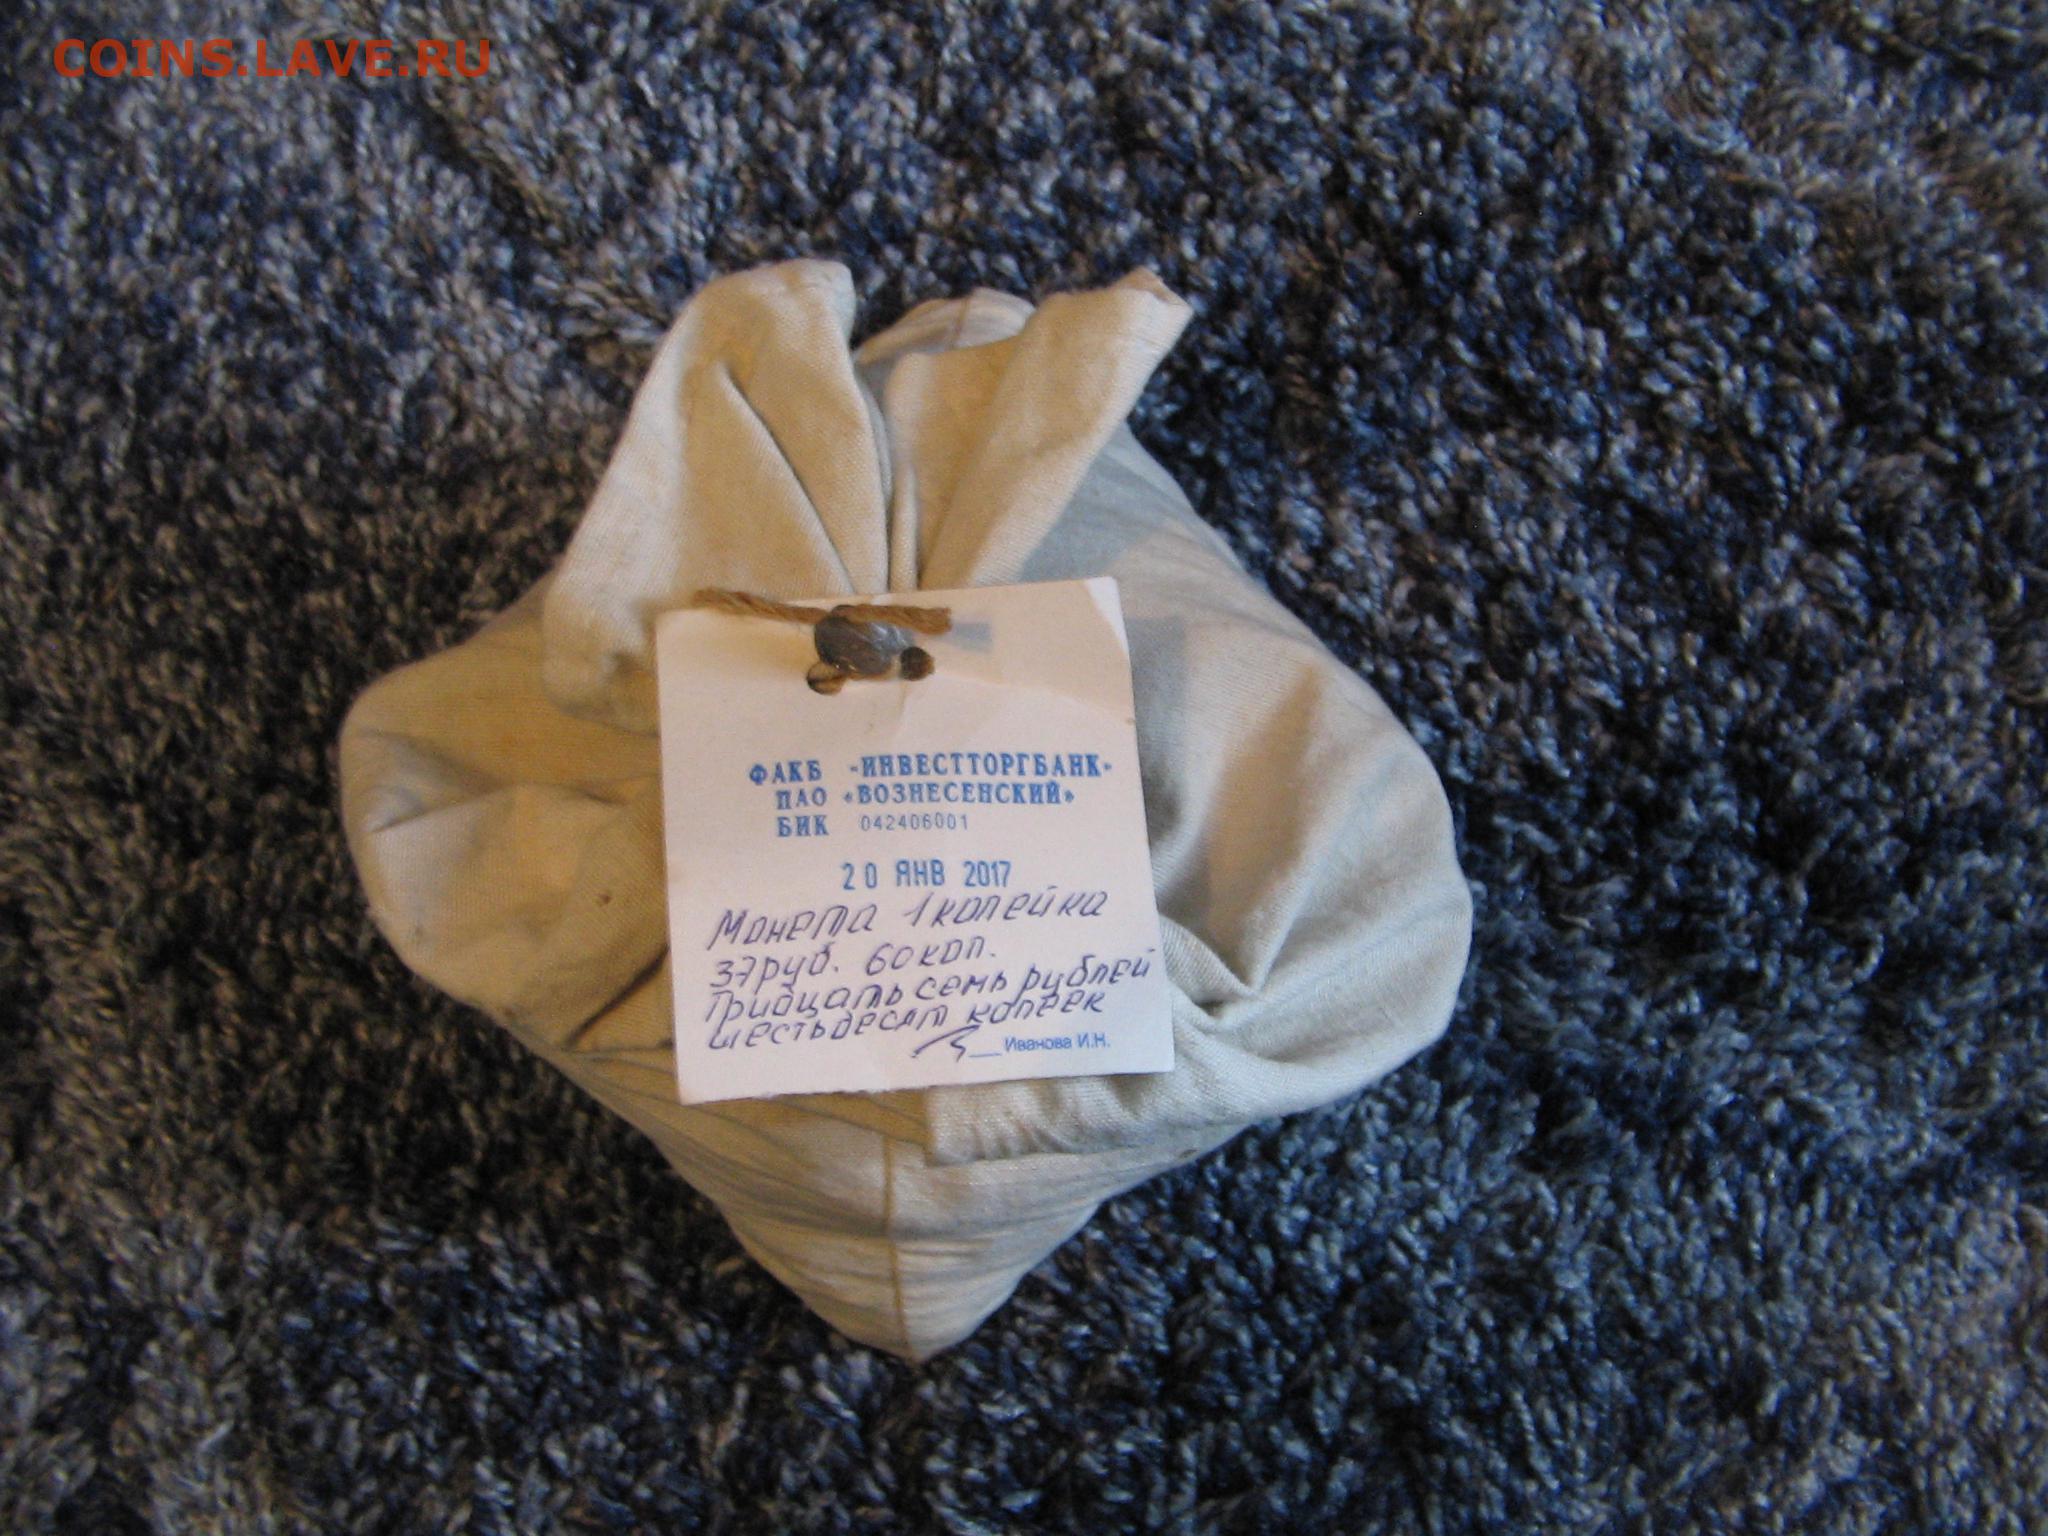 COINS.LAVE.RU
ФАКБ «ИНВЕСТТОРГБАНК»
ПАО «ВОЗНЕСЕНСКИЙ»
БИК 042406001
20 ЯНВ 2017
Монета 1 копейка
37руб. 60коп.
Тридцать семь рублей
шестьдесят копеек
Иванова И.Н.